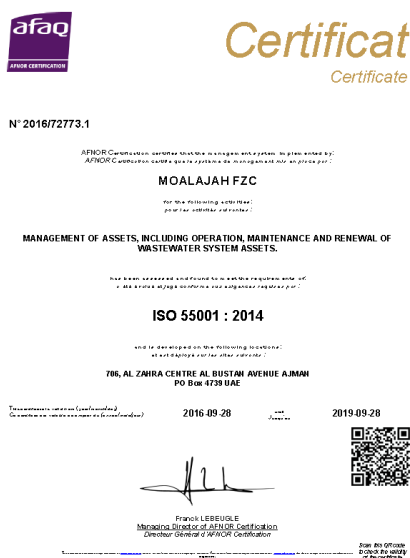 afaq
AFNOR CERTIFICATION
Certificat
Certificate
N° 2016/72773.1
AFNOR Certification certifies that the management system implemented by:
AFNOR Certification certifie que le système de management mis en place par :
MOALAJAH FZC
for the following activities:
pour les activités suivantes :
MANAGEMENT OF ASSETS, INCLUDING OPERATION, MAINTENANCE AND RENEWAL OF
WASTEWATER SYSTEM ASSETS.
has been assessed and found to meet the requirements of:
a été évalué et jugé conforme aux exigences requises par :
ISO 55001 : 2014
and is developed on the following locations:
et est déployé sur les sites suivants :
706, AL ZAHRA CENTRE AL BUSTAN AVENUE AJMAN
PO Box 4739 UAE
2016-09-28
2019-09-28
Franck LEBEUGLE
Managing Director of AFNOR Certification
Directeur Général d'AFNOR Certification
Scan this QR code
to check the validity
of the certificate